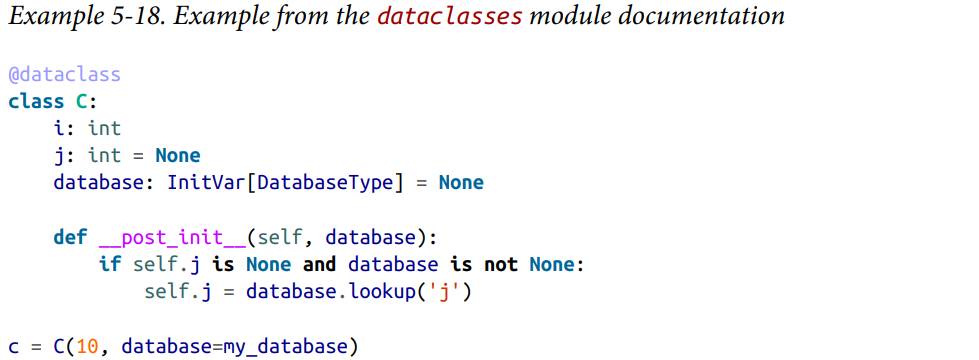 Example 5-18. Example from the dataclasses module documentation
@dataclass
class C:
    i: int
    j: int = None
    database: InitVar[DatabaseType] = None
    def __post_init__(self, database):
        if self.j is None and database is not None:
            self.j = database.lookup('j')
c = C(10, database=my_database)